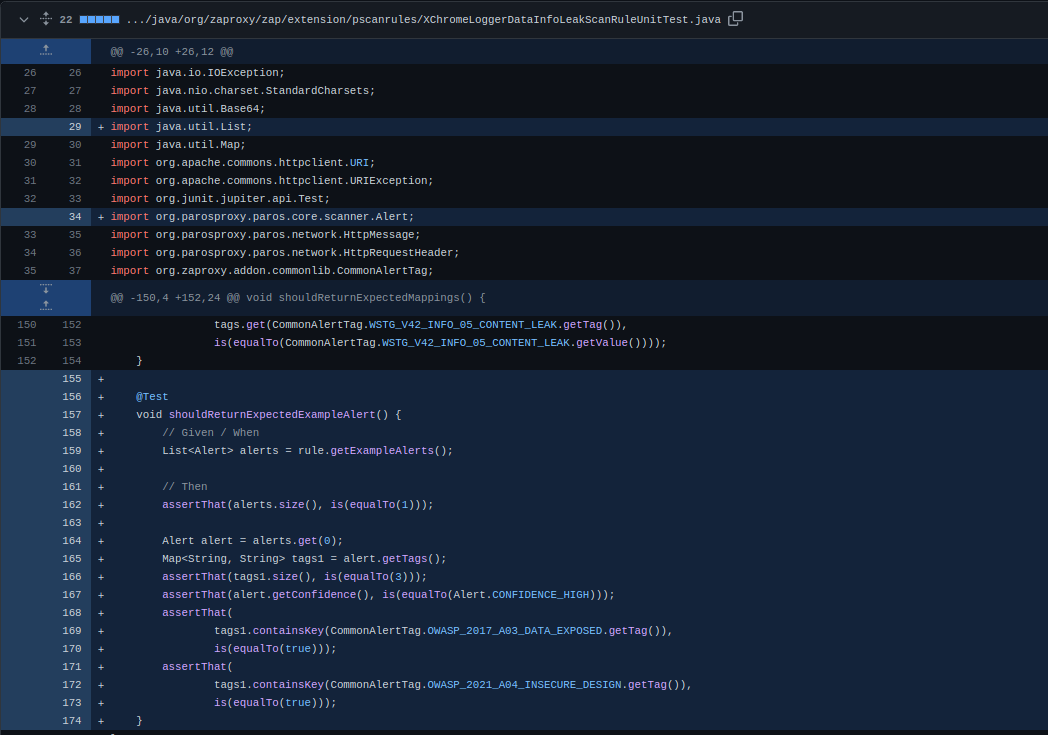 22 .../java/org/zaproxy/zap/extension/pscanrules/XChromeLoggerDataInfoLeakScanRuleUnitTest.java
@@ -26,10 +26,12 @@
26 26 import java.io.IOException;
27 27 import java.nio.charset.StandardCharsets;
28 28 import java.util.Base64;
29 + import java.util.List;
29 30 import java.util.Map;
30 31 import org.apache.commons.httpclient.URI;
31 32 import org.apache.commons.httpclient.URIException;
32 33 import org.junit.jupiter.api.Test;
34 + import org.parosproxy.paros.core.scanner.Alert;
33 35 import org.parosproxy.paros.network.HttpMessage;
34 36 import org.parosproxy.paros.network.HttpRequestHeader;
35 37 import org.zaproxy.addon.commonlib.CommonAlertTag;
@@ -150,4 +152,24 @@ void shouldReturnExpectedMappings() {
150 152 tags.get(CommonAlertTag.WSTG_V42_INFO_05_CONTENT_LEAK.getTag()),
151 153 is(equalTo(CommonAlertTag.WSTG_V42_INFO_05_CONTENT_LEAK.getValue())));
152 154 }
155 +
156 + @Test
157 + void shouldReturnExpectedExampleAlert() {
158 + // Given / When
159 + List<Alert> alerts = rule.getExampleAlerts();
160 +
161 + // Then
162 + assertThat(alerts.size(), is(equalTo(1)));
163 +
164 + Alert alert = alerts.get(0);
165 + Map<String, String> tags1 = alert.getTags();
166 + assertThat(tags1.size(), is(equalTo(3)));
167 + assertThat(alert.getConfidence(), is(equalTo(Alert.CONFIDENCE_HIGH)));
168 + assertThat(
169 + tags1.containsKey(CommonAlertTag.OWASP_2017_A03_DATA_EXPOSED.getTag()),
170 + is(equalTo(true)));
171 + assertThat(
172 + tags1.containsKey(CommonAlertTag.OWASP_2021_A04_INSECURE_DESIGN.getTag()),
173 + is(equalTo(true)));
174 + }